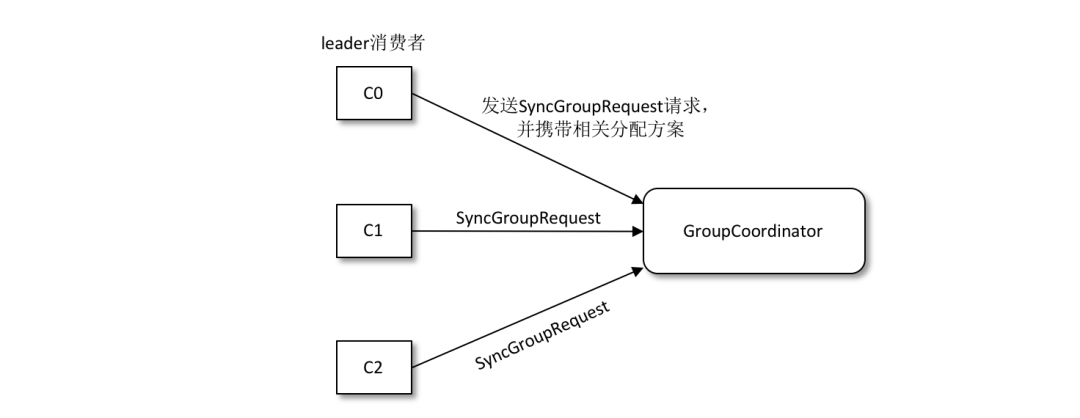 leader消费者
C0
发送SyncGroupRequest请求，
并携带相关分配方案
C1
SyncGroupRequest
GroupCoordinator
C2
SyncGroupRequest